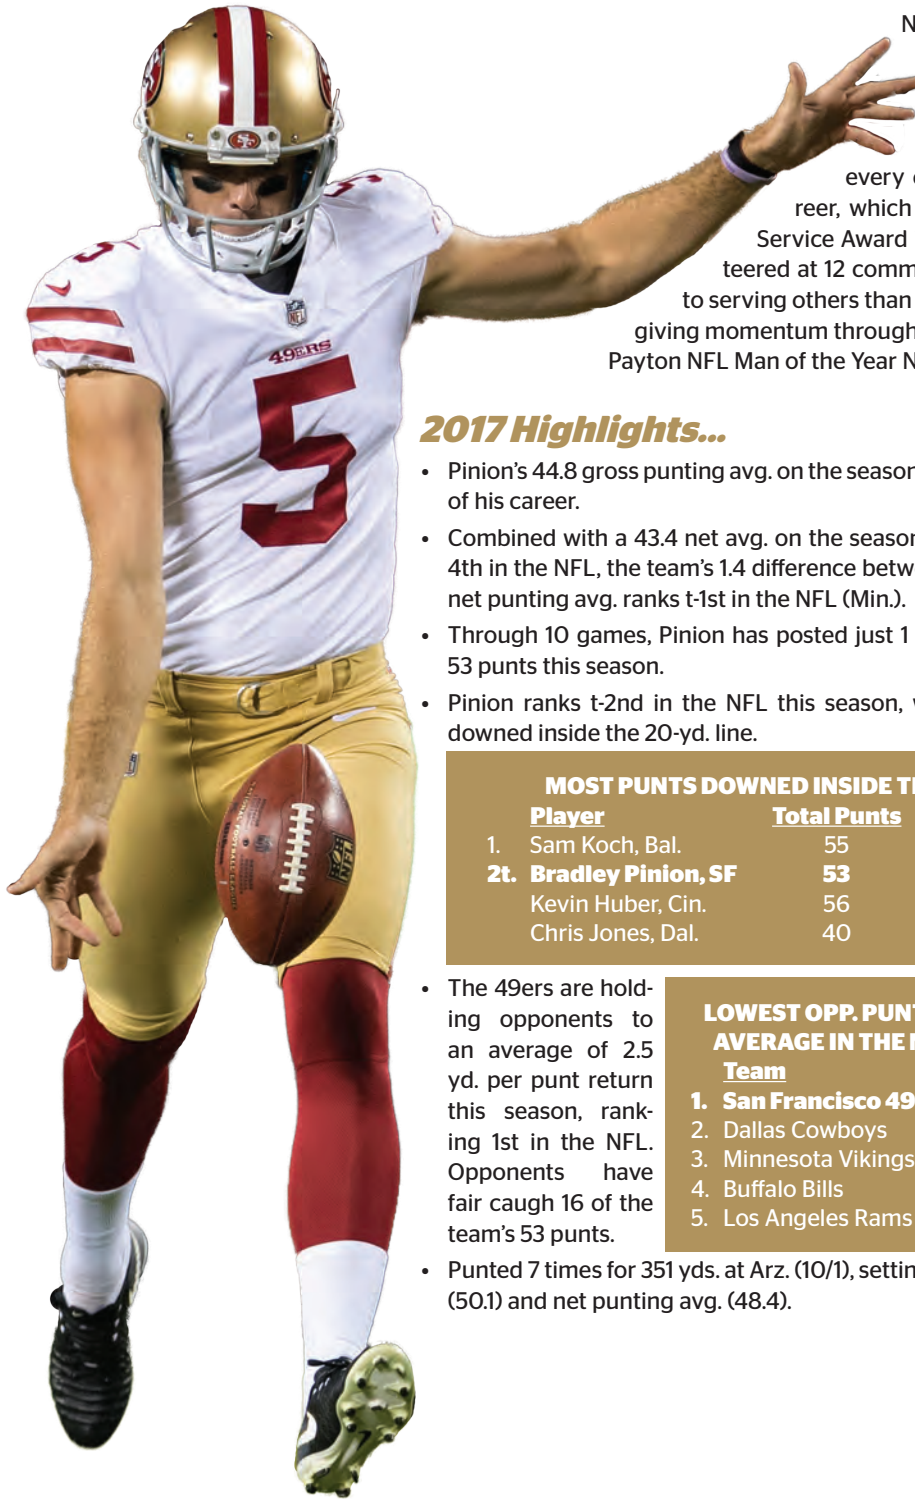 N
every
reer, which
Service Award
teered at 12 comm
to serving others than
giving momentum through
Payton NFL Man of the Year N
2017 Highlights...
• Pinion's 44.8 gross punting avg. on the season
of his career.
• Combined with a 43.4 net avg. on the season
4th in the NFL, the team's 1.4 difference betw
net punting avg. ranks t-1st in the NFL (Min.).
• Through 10 games, Pinion has posted just 1
53 punts this season.
• Pinion ranks t-2nd in the NFL this season,
downed inside the 20-yd. line.
MOST PUNTS DOWNED INSIDE T
Player Total Punts
1. Sam Koch, Bal. 55
2t. Bradley Pinion, SF 53
Kevin Huber, Cin. 56
Chris Jones, Dal. 40
• The 49ers are hold-
ing opponents to
an average of 2.5
yd. per punt return
this season, rank-
ing 1st in the NFL.
Opponents have
fair caugh 16 of the
team's 53 punts.
LOWEST OPP. PUNT
AVERAGE IN THE
Team
1. San Francisco 49
2. Dallas Cowboys
3. Minnesota Vikings
4. Buffalo Bills
5. Los Angeles Rams
• Punted 7 times for 351 yds. at Arz. (10/1), settin
(50.1) and net punting avg. (48.4).
SF
5
5
NFL
49ERS
5